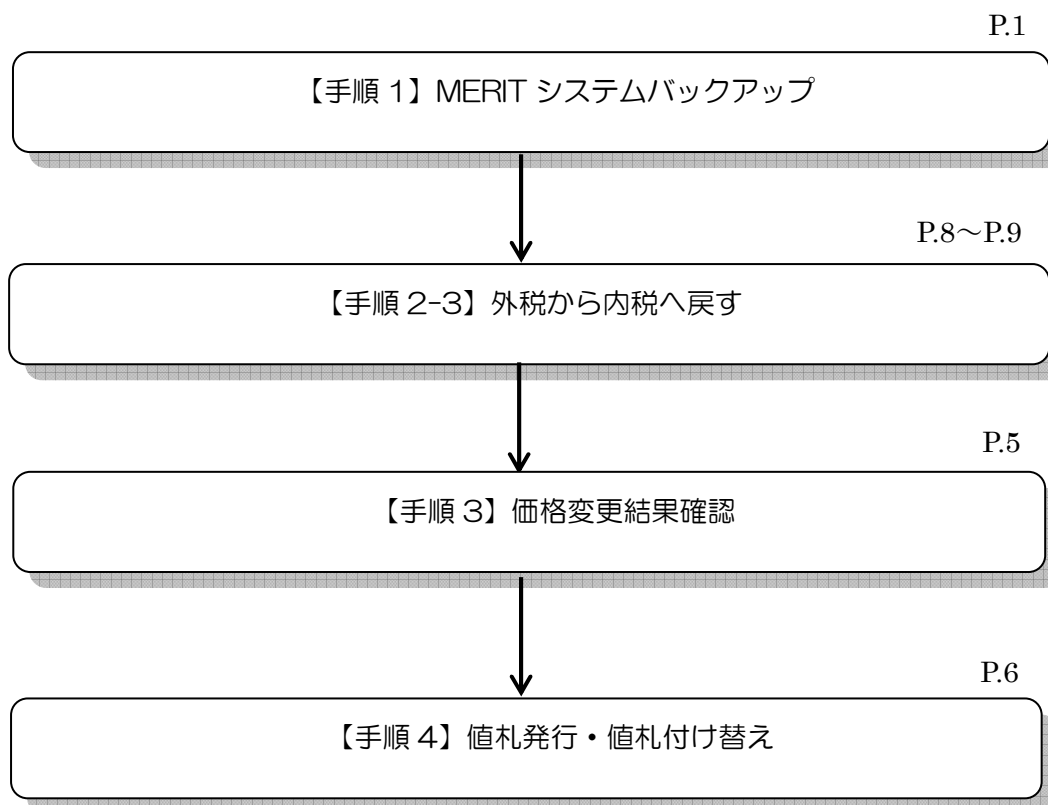 P.1
【手順 1】MERIT システムバックアップ
P.8～P.9
【手順 2-3】外税から内税へ戻す
P.5
【手順 3】価格変更結果確認
P.6
【手順 4】値札発行・値札付け替え